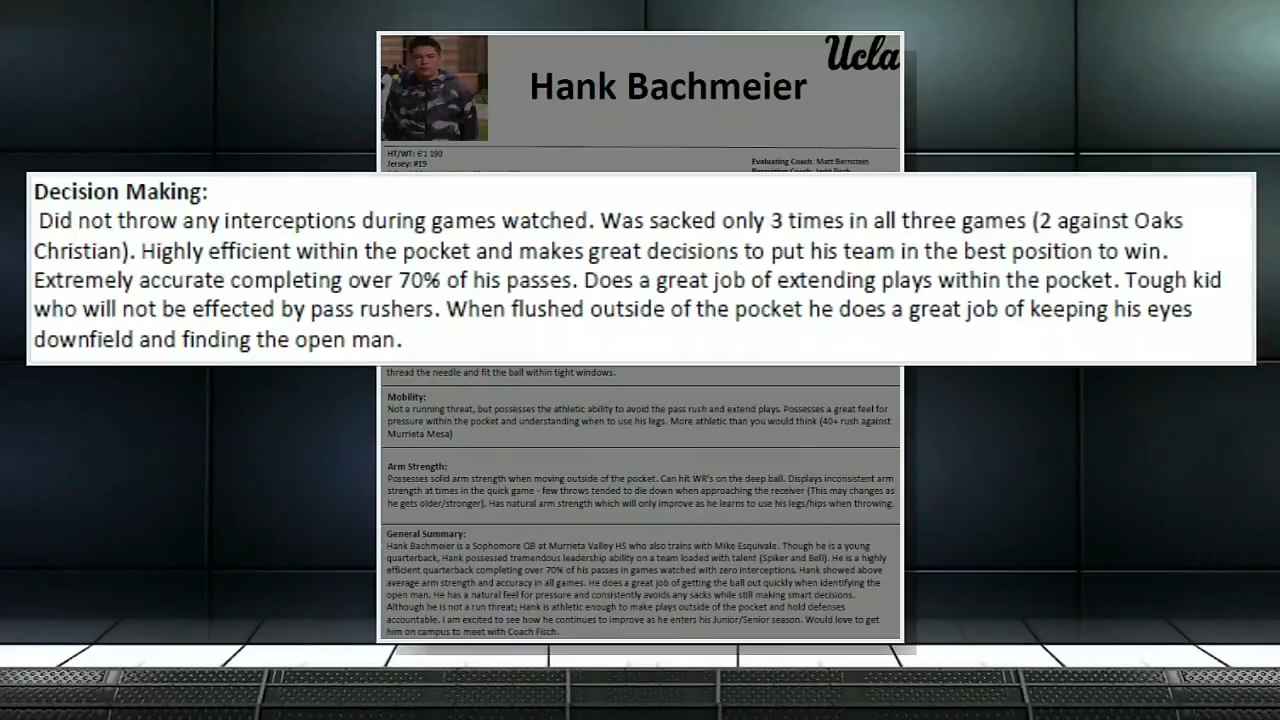 Ucla
Hank Bachmeier
HT/WT: 6'1 190
Jersey: #19
Evaluating Coach: Matt Bernstein
Decision Making:
Did not throw any interceptions during games watched. Was sacked only 3 times in all three games (2 against Oaks
Christian). Highly efficient within the pocket and makes great decisions to put his team in the best position to win.
Extremely accurate completing over 70% of his passes. Does a great job of extending plays within the pocket. Tough kid
who will not be effected by pass rushers. When flushed outside of the pocket he does a great job of keeping his eyes
downfield and finding the open man.
thread the needle and fit the ball within tight windows.
Mobility:
Not a running threat, but possesses the athletic ability to avoid the pass rush and extend plays. Possesses a great feel for
pressure within the pocket and understanding when to use his legs. More athletic than you would think (40+ rush against
Murrieta Mesa)
Arm Strength:
Possesses solid arm strength when moving outside of the pocket. Can hit WR's on the deep ball. Displays inconsistent arm
strength at times in the quick game - few throws tended to die down when approaching the receiver (This may changes as
he gets older/stronger). Has natural arm strength which will only improve as he learns to use his legs/hips when throwing.
General Summary:
Hank Bachmeier is a Sophomore QB at Murrieta Valley HS who also trains with Mike Esquivale. Though he is a young
quarterback, Hank possessed tremendous leadership ability on a team loaded with talent (Spiker and Bell). He is a highly
efficient quarterback completing over 70% of his passes in games watched with zero interceptions. Hank showed above
average arm strength and accuracy in all games. He does a great job of getting the ball out quickly when identifying the
open man. He has a natural feel for pressure and consistently avoids any sacks while still making smart decisions.
Although he is not a run threat; Hank is athletic enough to make plays outside of the pocket and hold defenses
accountable. I am excited to see how he continues to improve as he enters his Junior/Senior season. Would love to get
him on campus to meet with Coach Fisch.